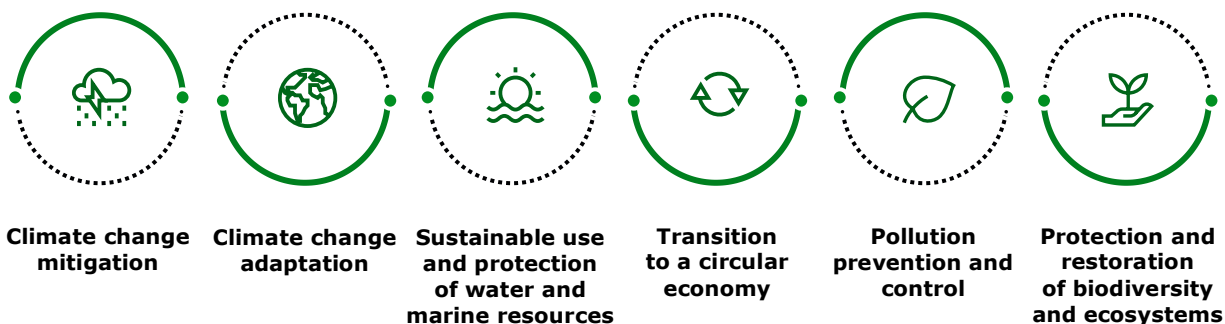 Climate change
mitigation
Climate change
adaptation
Sustainable use
and protection
of water and
marine resources
Transition
to a circular
economy
Pollution
prevention and
control
Protection and
restoration
of biodiversity
and ecosystems